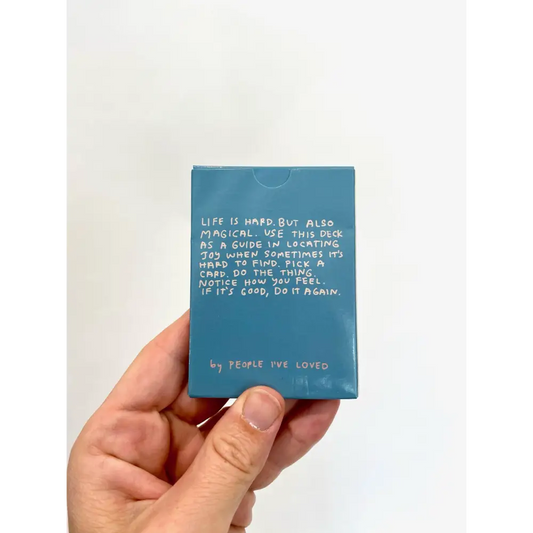 LIFE IS HARD. BUT ALSO
MAGICAL. USE THIS DECK
AS A GUIDE IN LOCATING
JOY WHEN SOMETIMES IT'S
HARD TO FIND. PICK A
CARD. DO THE THING.
NOTICE HOW YOU FEEL.
IF IT'S GOOD, DO IT AGAIN.
by PEOPLE I'VE LOVED